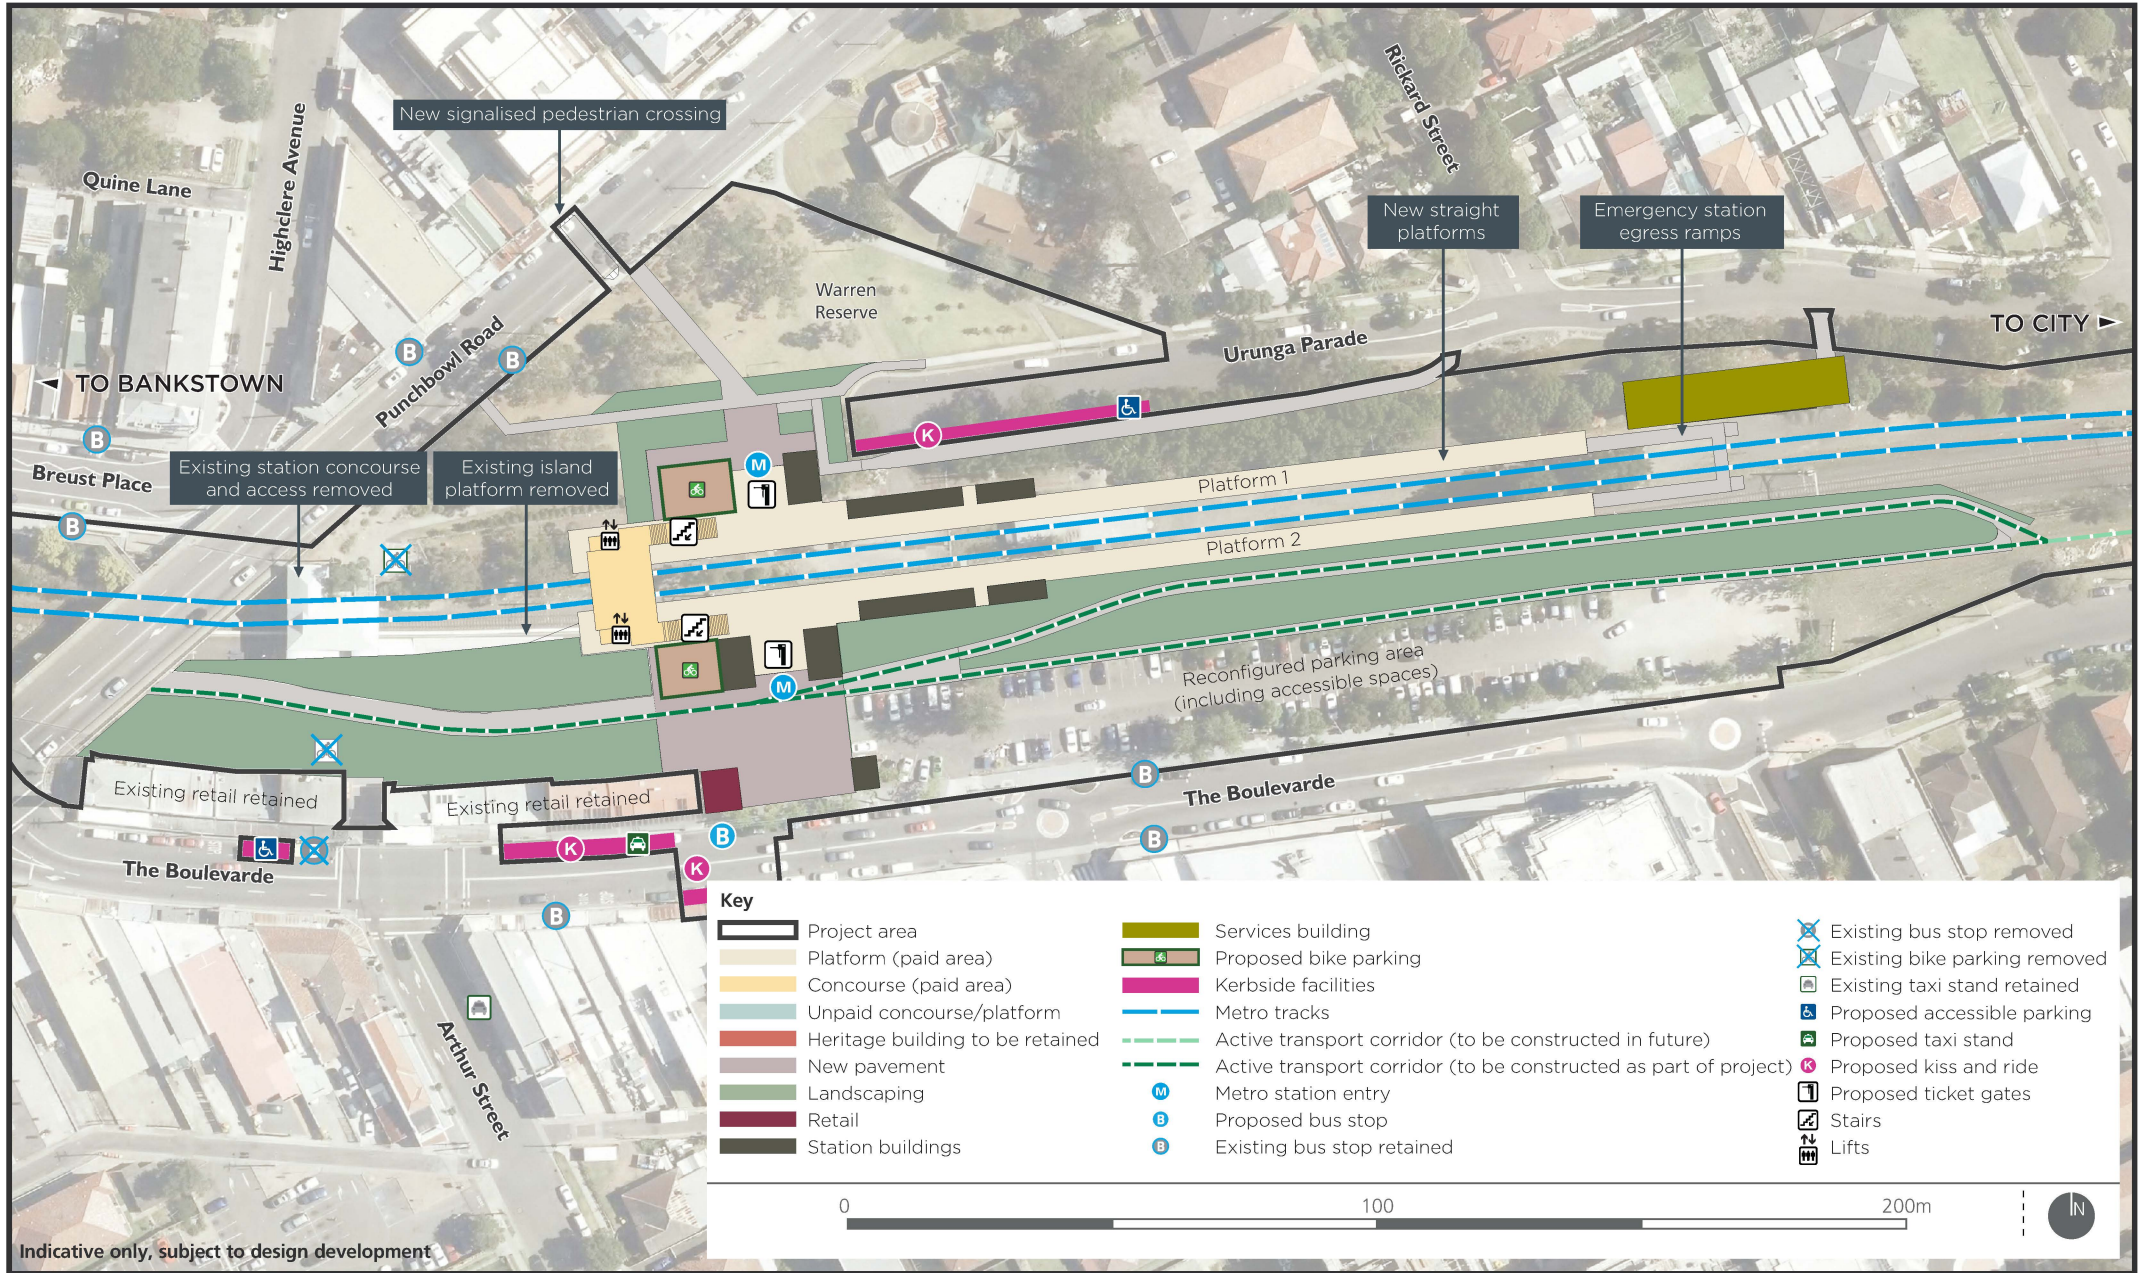 New signalised pedestrian crossing
Quine Lane
Highclere Avenue
Rickard Street
New straight
platforms
Emergency station
egress ramps
Warren
Reserve
Urunga Parade
TO CITY
TO BANKSTOWN
Punchbowl Road
B
B
B
Breust Place
B
Existing station concourse
and access removed
Existing island
platform removed
K
M
Platform 1
Platform 2
M
Reconfigured parking area
(including accessible spaces)
Existing retail retained
Existing retail retained
The Boulevarde
The Boulevarde
B
B
B
K
K
B
Arthur Street
Key
Project area
Platform (paid area)
Concourse (paid area)
Unpaid concourse/platform
Heritage building to be retained
New pavement
Landscaping
Retail
Station buildings
Services building
Proposed bike parking
Kerbside facilities
Metro tracks
Active transport corridor (to be constructed in future)
Active transport corridor (to be constructed as part of project)
M Metro station entry
B Proposed bus stop
B Existing bus stop retained
Existing bus stop removed
Existing bike parking removed
Existing taxi stand retained
Proposed accessible parking
Proposed taxi stand
K Proposed kiss and ride
Proposed ticket gates
Stairs
Lifts
0 100 200m
N
Indicative only, subject to design development